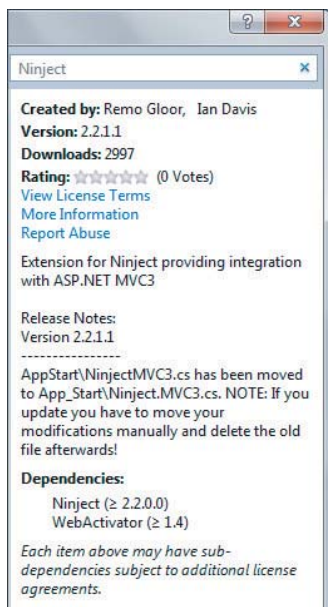 Ninject
Created by: Remo Gloor, Ian Davis
Version: 2.2.1.1
Downloads: 2997
Rating: (0 Votes)
View License Terms
More Information
Report Abuse
Extension for Ninject providing integration
with ASP.NET MVC3
Release Notes:
Version 2.2.1.1
----------------
AppStart\NinjectMVC3.cs has been moved
to App_Start\Ninject.MVC3.cs. NOTE: If you
update you have to move your
modifications manually and delete the old
file afterwards!
Dependencies:
Ninject (≥ 2.2.0.0)
WebActivator (≥ 1.4)
Each item above may have sub-
dependencies subject to additional license
agreements.